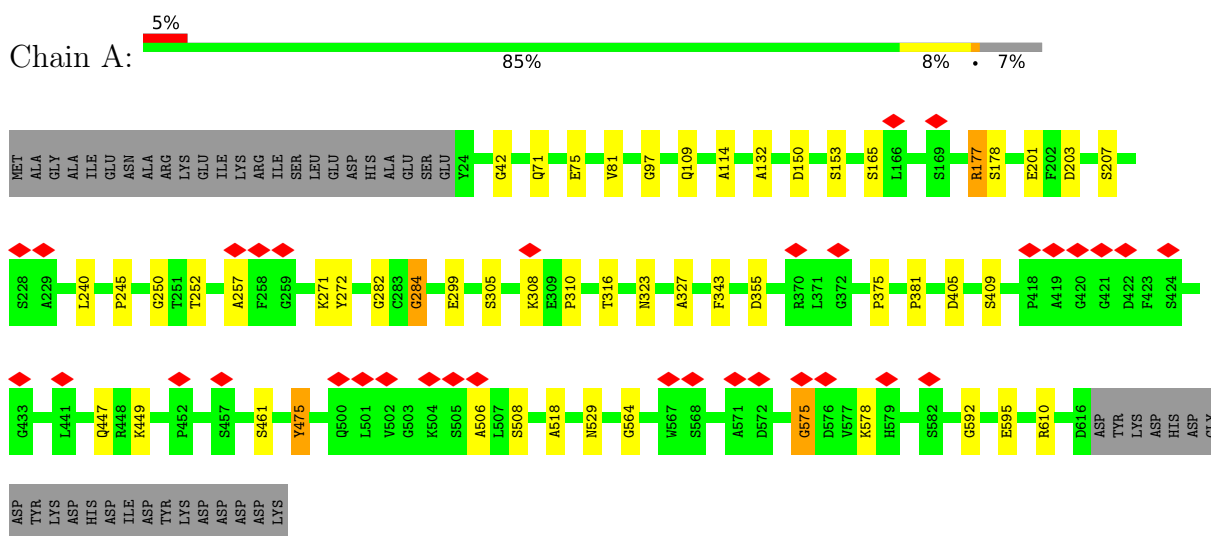 5%
Chain A:
85% 8% • 7%
MET ALA GLY ALA ILE GLU ASN ALA ARG LYS GLU ILE LYS ARG ILE SER LEU GLU ASP HIS ALA GLU SER GLU Y24 G42 Q71 E75 V81 G97 Q109 A114 A132 D150 S153 S165 L166 S169 R177 S178 E201 F202 D203 S207
S228 A229 L240 P245 G250 T251 T252 A257 F258 G259 K271 Y272 G282 C283 G284 E299 S305 K308 E309 P310 T316 N323 A327 F343 D355 R370 L371 G372 P375 P381 D405 S409 P418 A419 G420 G421 D422 F423 S424
G433 L441 Q447 R448 K449 P452 S457 S461 Y475 Q500 L501 V502 G503 K504 S505 A506 L507 S508 A518 N529 G564 W567 S568 A571 D572 G575 D576 V577 K578 H579 S582 G592 E595 R610 D616 ASP TYR LYS ASP HIS ASP GLY
ASP TYR LYS ASP HIS ASP ILE ASP TYR LYS ASP ASP ASP ASP LYS